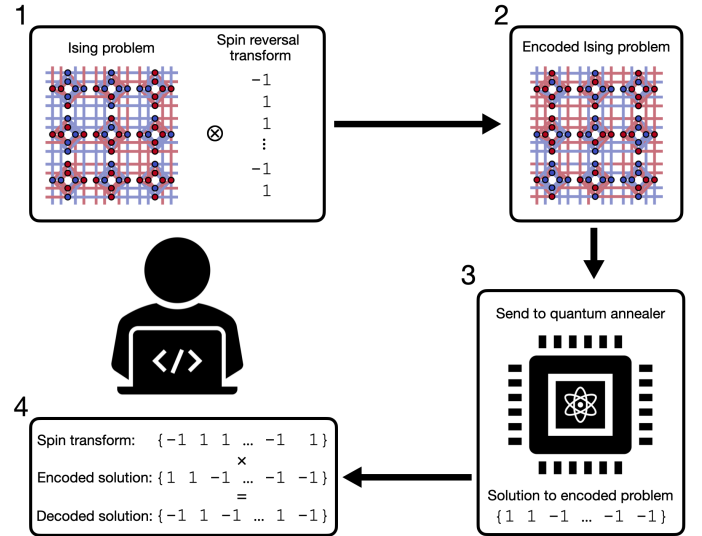 1
Ising problem
Spin reversal
transform
-1
1
1
⋮
-1
1
⊗
2
Encoded Ising problem
3
Send to quantum annealer
Solution to encoded problem
{1 1 -1 … -1 -1}
</>
4
Spin transform: {-1 1 1 … -1 1}
×
Encoded solution: {1 1 -1 … -1 -1}
=
Decoded solution: {-1 1 -1 … 1 -1}